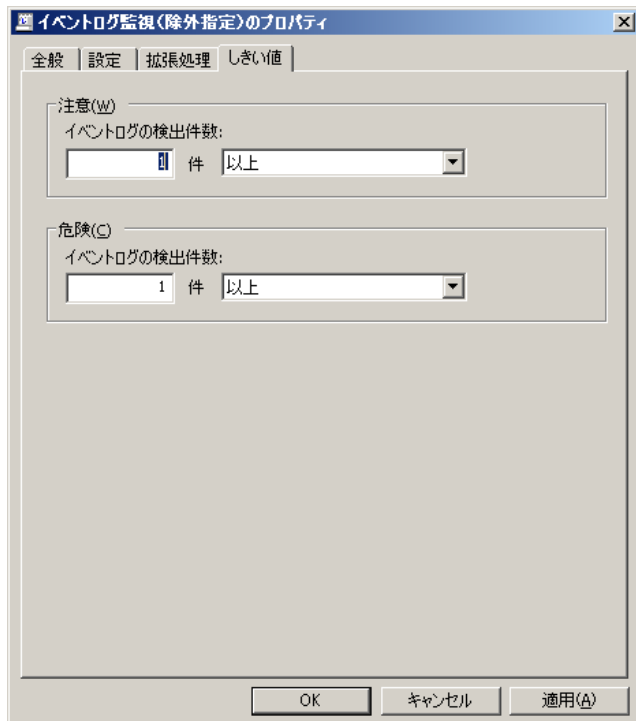 イベントログ監視(除外指定)のプロパティ
全般 設定 拡張処理 しきい値
注意(W)
イベントログの検出件数:
1 件 以上
危険(C)
イベントログの検出件数:
1 件 以上
OK キャンセル 適用(A)